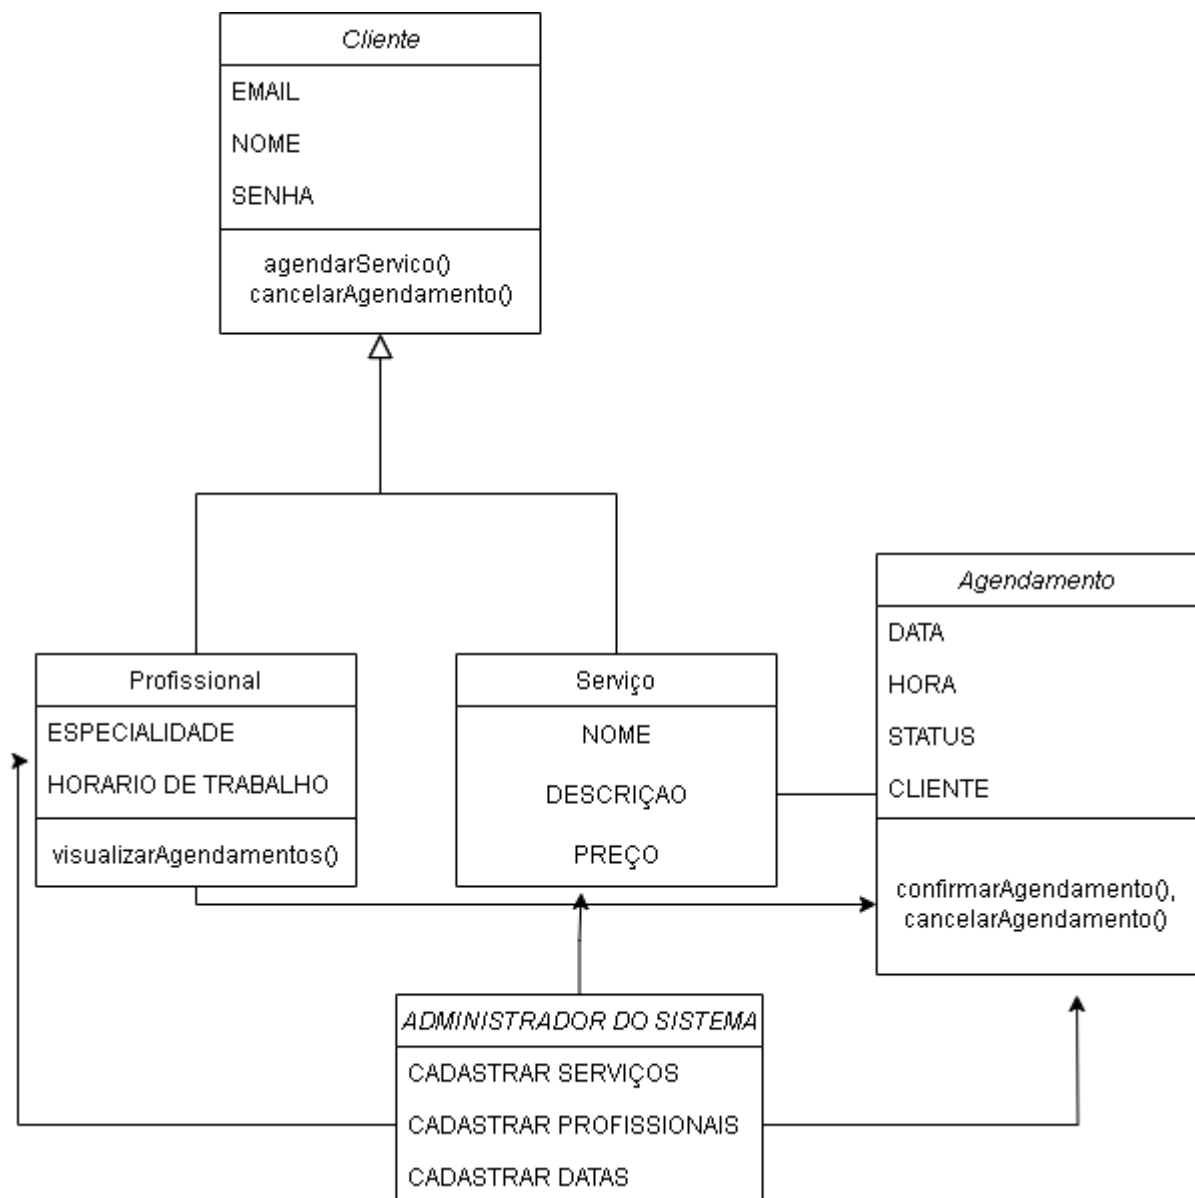 Cliente
EMAIL
NOME
SENHA
agendarServico()
cancelarAgendamento()
Profissional
ESPECIALIDADE
HORARIO DE TRABALHO
visualizarAgendamentos()
Serviço
NOME
DESCRIÇAO
PREÇO
Agendamento
DATA
HORA
STATUS
CLIENTE
confirmarAgendamento(),
cancelarAgendamento()
ADMINISTRADOR DO SISTEMA
CADASTRAR SERVIÇOS
CADASTRAR PROFISSIONAIS
CADASTRAR DATAS